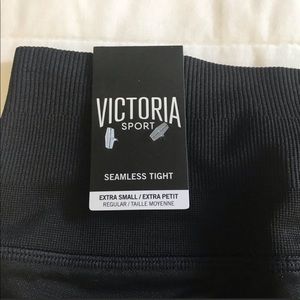 VICTORIA
SPORT
SEAMLESS TIGHT
EXTRA SMALL / EXTRA PETIT
REGULAR / TAILLE MOYENNE